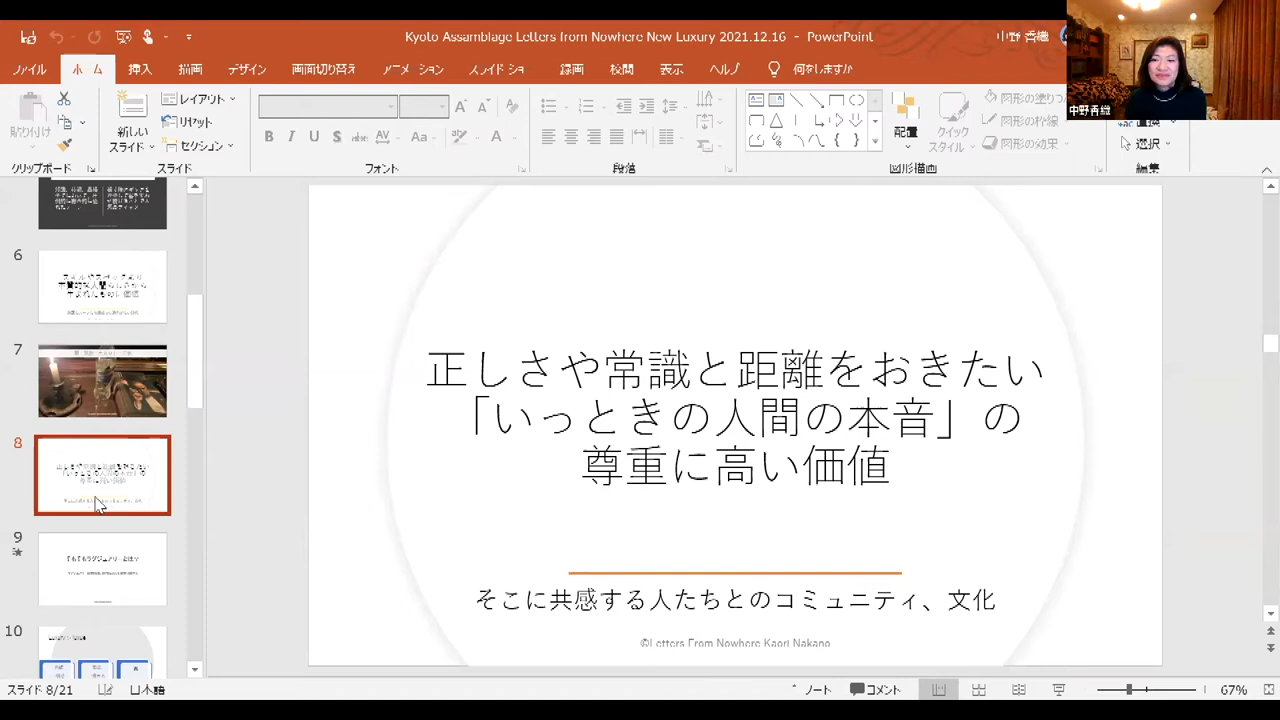 Kyoto Assamblage Letters from Nowhere New Luxury 2021.12.16 - PowerPoint
中野 香織
ファイル ホーム 挿入 描画 デザイン 画面切り替え アニメーション スライド ショー 録画 校閲 表示 ヘルプ 何をしますか
中野香織
貼り付け
新しい
スライド
レイアウト
リセット
セクション
配置
クイック
スタイル
図形の塗りつ
図形の枠線
図形の効果
選択
クリップボード スライド フォント 段落 図形描画 編集
6
7
8
9
10
正しさや常識と距離をおきたい
「いっときの人間の本音」の
尊重に高い価値
そこに共感する人たちとのコミュニティ、文化
©Letters From Nowhere Kaori Nakano
スライド 8/21 日本語 ノート コメント 67%